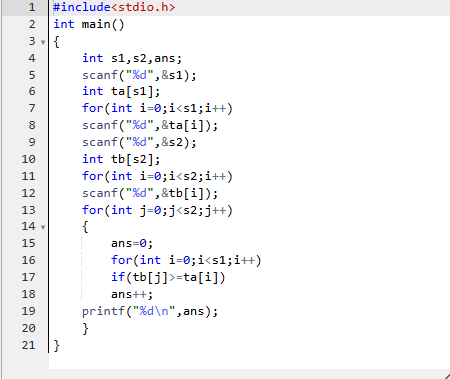 1 #include<stdio.h>
2 int main()
3 {
4 int s1,s2,ans;
5 scanf("%d",&s1);
6 int ta[s1];
7 for(int i=0;i<s1;i++)
8 scanf("%d",&ta[i]);
9 scanf("%d",&s2);
10 int tb[s2];
11 for(int i=0;i<s2;i++)
12 scanf("%d",&tb[i]);
13 for(int j=0;j<s2;j++)
14 {
15 ans=0;
16 for(int i=0;i<s1;i++)
17 if(tb[j]>=ta[i])
18 ans++;
19 printf("%d\n",ans);
20 }
21 }